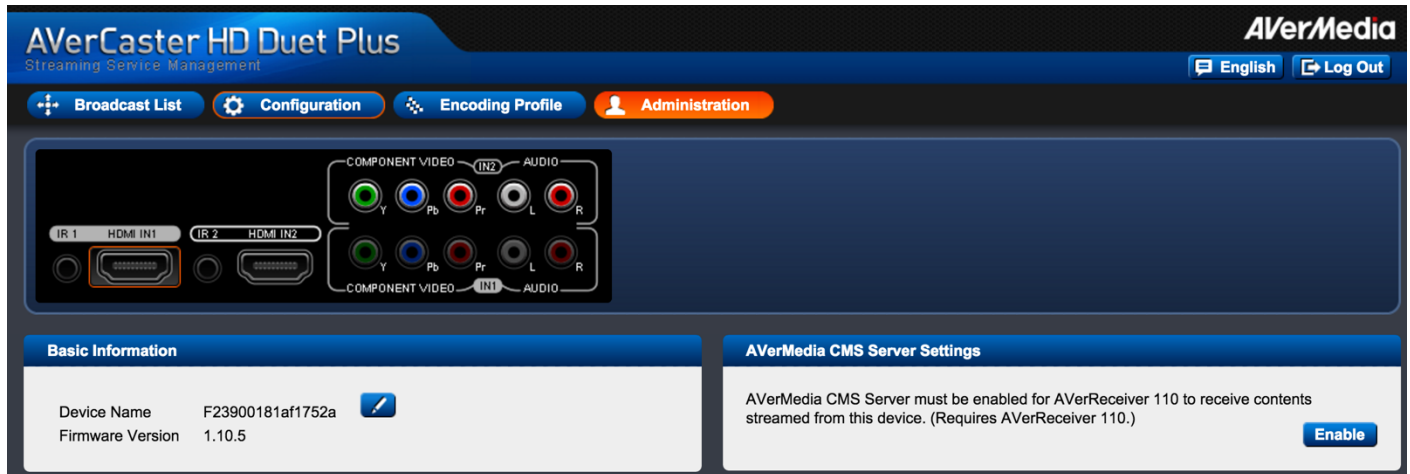 AVerCaster HD Duet Plus
Streaming Service Management
AVerMedia
English Log Out
Broadcast List Configuration Encoding Profile Administration
COMPONENT VIDEO IN2 AUDIO
Y Pb Pr L R
IR 1 HDMI IN1 IR 2 HDMI IN2
Y Pb Pr L R
COMPONENT VIDEO IN1 AUDIO
Basic Information
Device Name F23900181af1752a
Firmware Version 1.10.5
AVerMedia CMS Server Settings
AVerMedia CMS Server must be enabled for AVerReceiver 110 to receive contents
streamed from this device. (Requires AVerReceiver 110.)
Enable